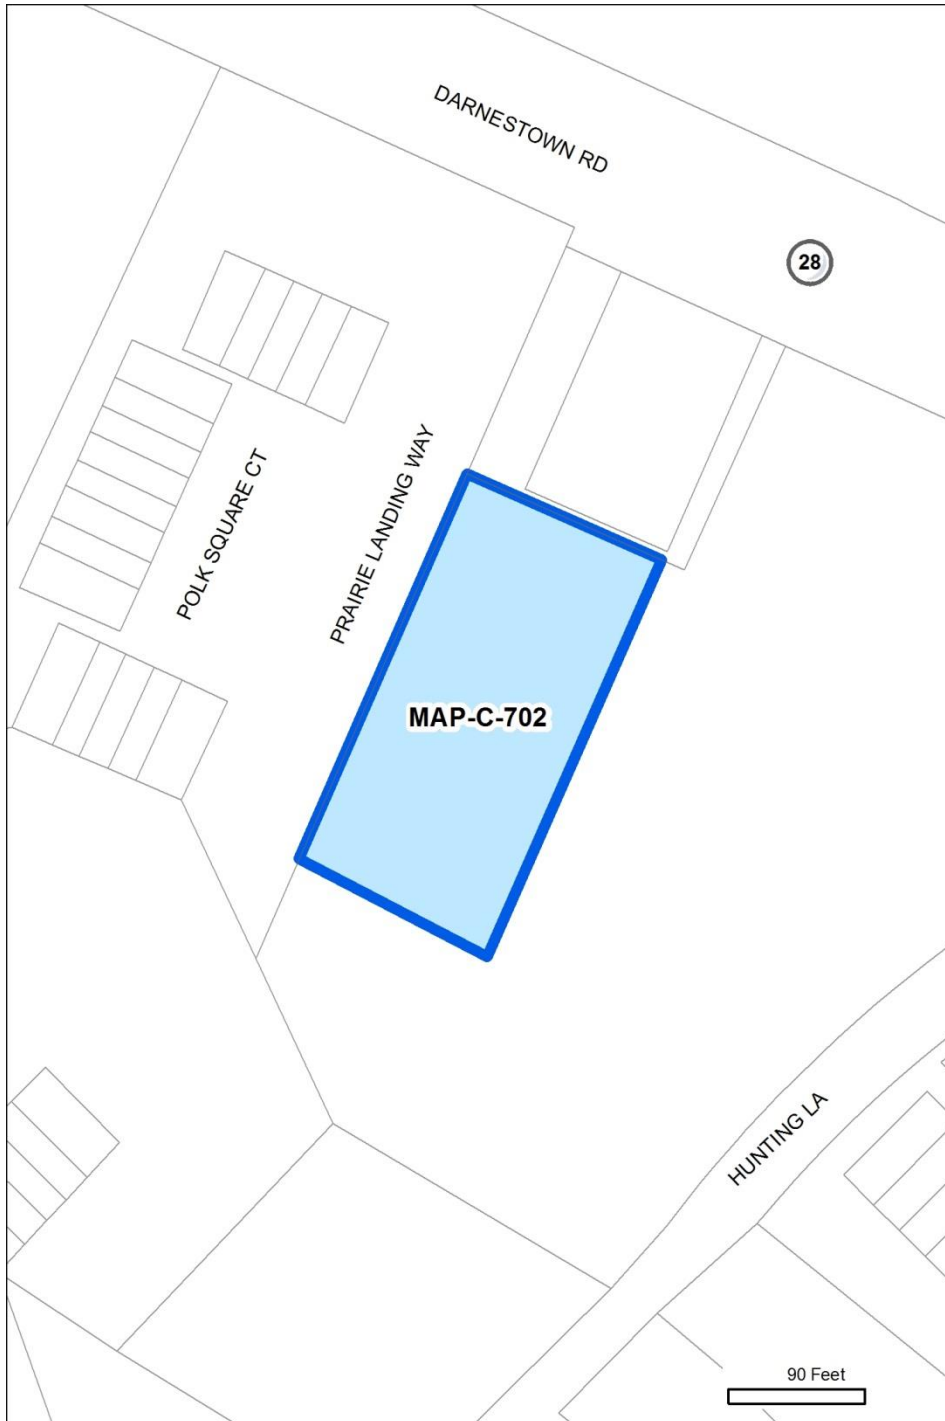 DARNESTOWN RD
28
POLK SQUARE CT
PRAIRIE LANDING WAY
MAP-C-702
HUNTING LA
90 Feet